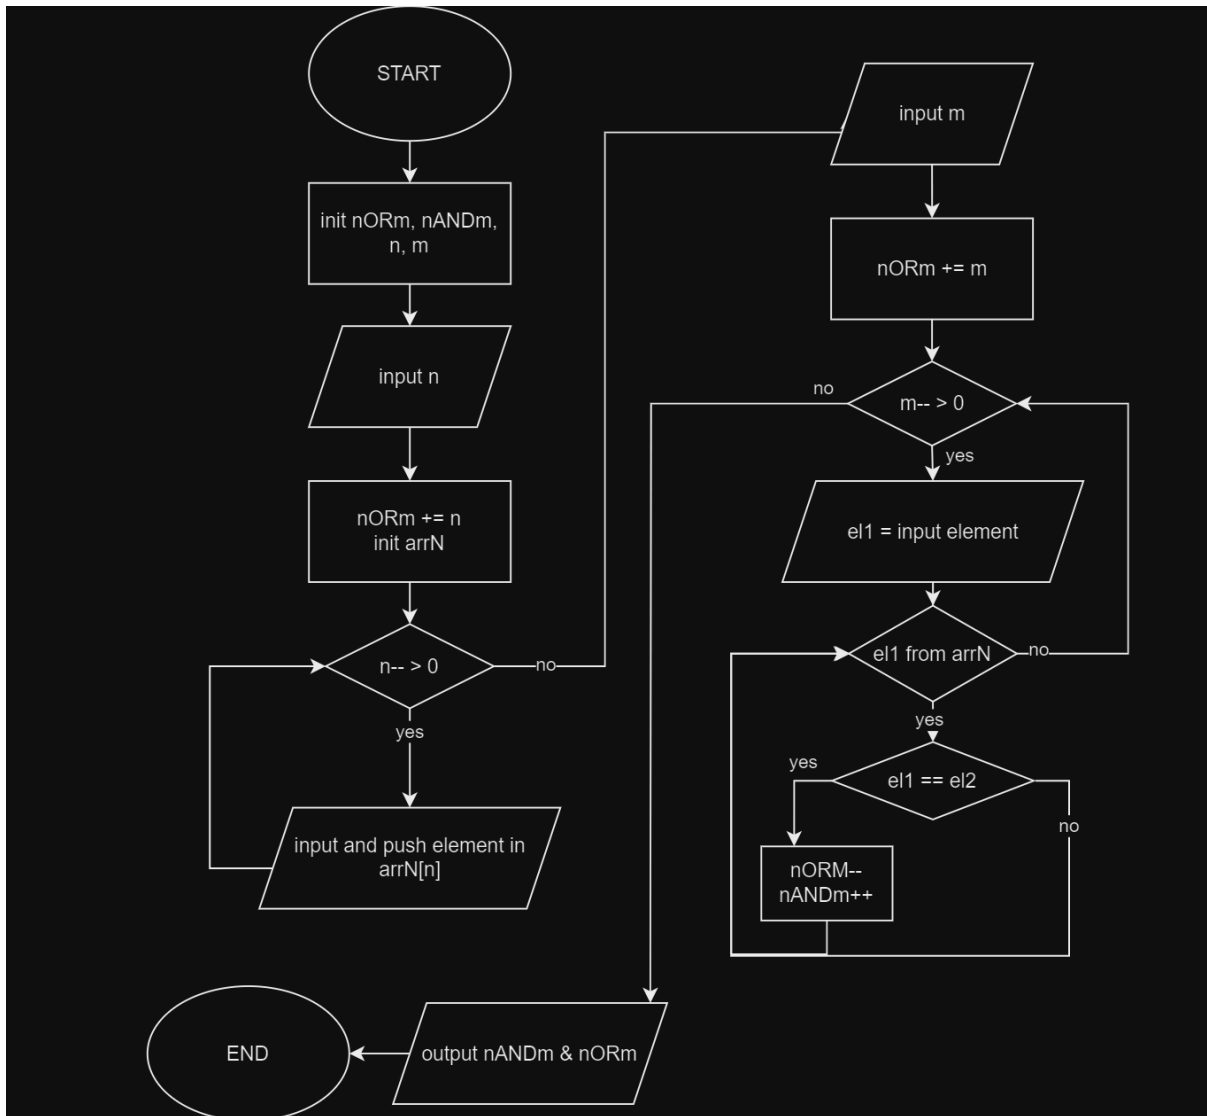 START
init nORm, nANDm,
n, m
input n
nORm += n
init arrN
n-- > 0
no
yes
input and push element in
arrN[n]
input m
nORm += m
m-- > 0
no
yes
el1 = input element
el1 from arrN
no
yes
el1 == el2
yes
no
nORM--
nANDm++
output nANDm & nORm
END